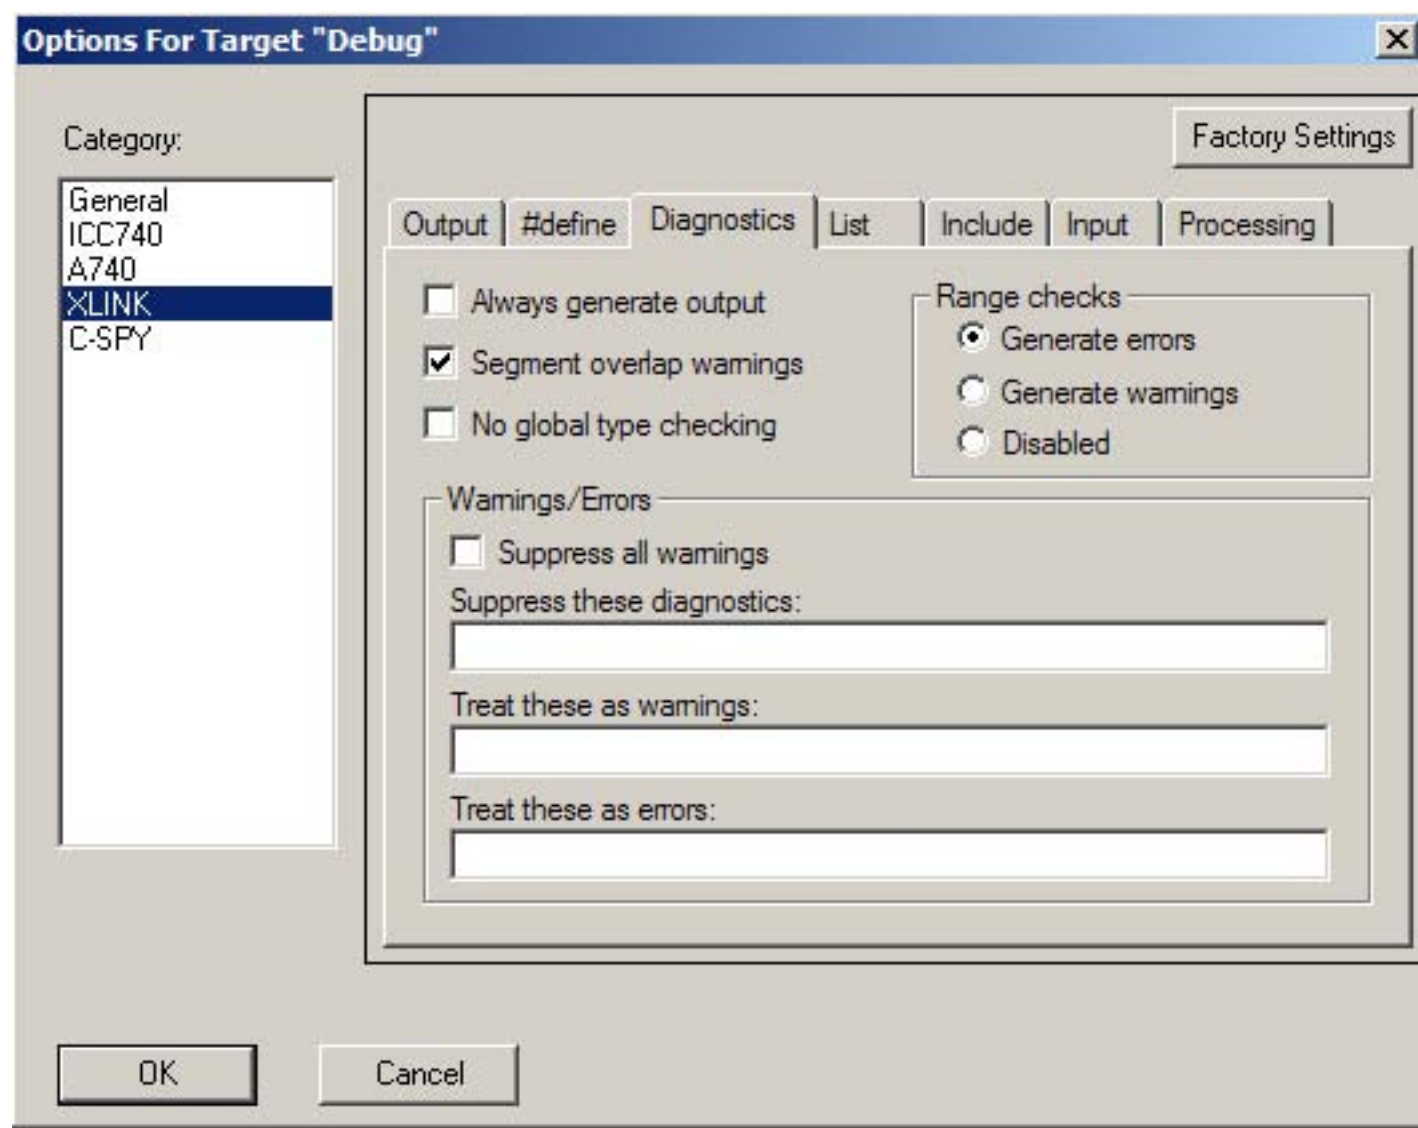 Options For Target "Debug"
Category:
General
ICC740
A740
XLINK
C-SPY
Factory Settings
Output #define Diagnostics List Include Input Processing
Always generate output
Segment overlap warnings
No global type checking
Range checks
Generate errors
Generate warnings
Disabled
Warnings/Errors
Suppress all warnings
Suppress these diagnostics:
Treat these as warnings:
Treat these as errors:
OK Cancel